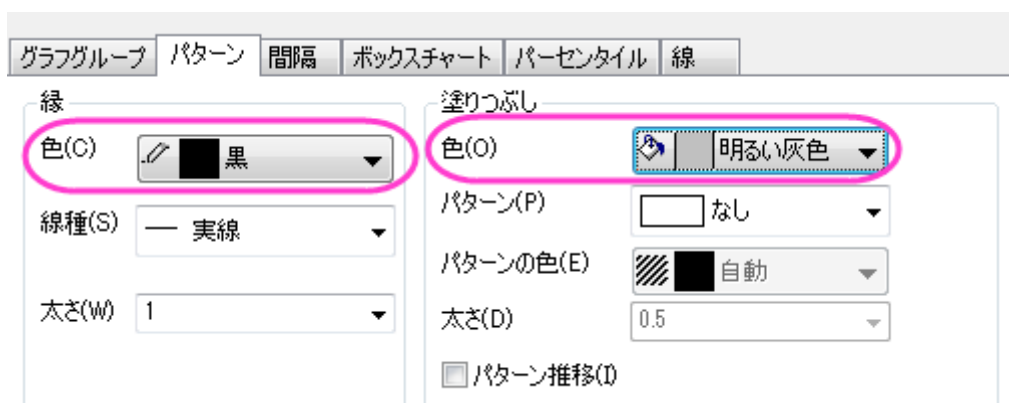 グラフグループ パターン 間隔 ボックスチャート パーセンタイル 線
縁
色(C) 黒
線種(S) 実線
太さ(W) 1
塗りつぶし
色(O) 明るい灰色
パターン(P) なし
パターンの色(E) 自動
太さ(D) 0.5
パターン推移(I)